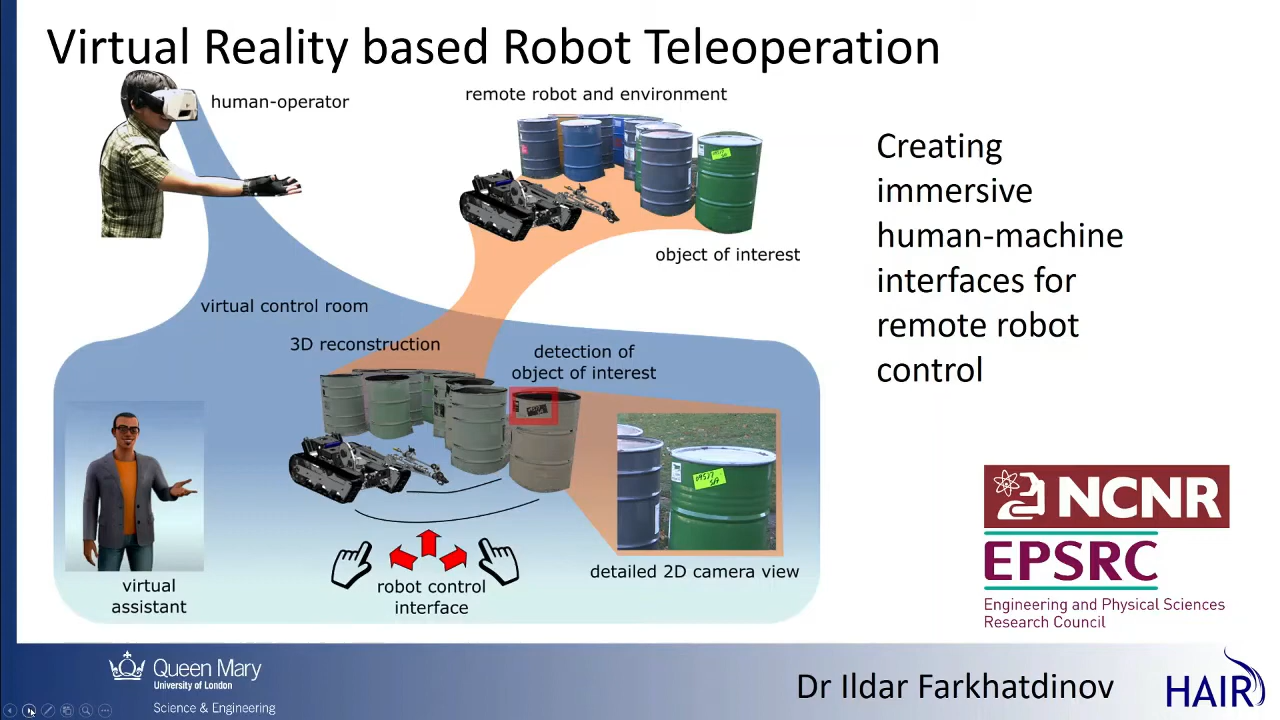 Virtual Reality based Robot Teleoperation
human-operator
remote robot and environment
object of interest
Creating
immersive
human-machine
interfaces for
remote robot
control
virtual control room
3D reconstruction
detection of
object of interest
virtual
assistant
robot control
interface
detailed 2D camera view
NCNR
EPSRC
Engineering and Physical Sciences
Research Council
Queen Mary
University of London
Science & Engineering
Dr Ildar Farkhatdinov
HAIR